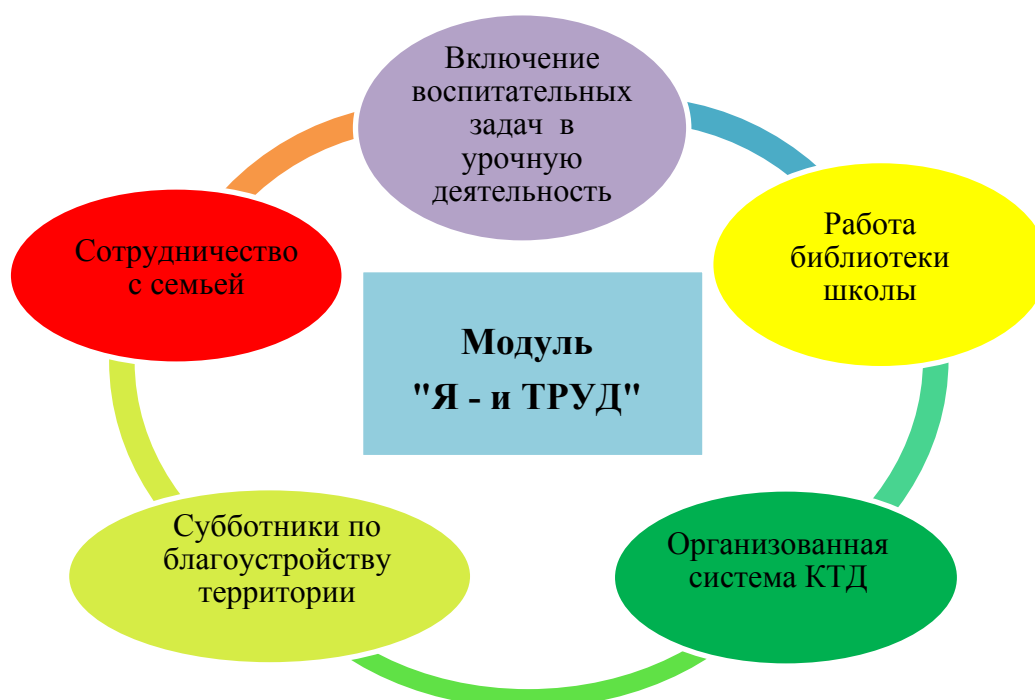 Включение
воспитательных
задач в
урочную
деятельность
Работа
библиотеки
школы
Организованная
система КТД
Субботники по
благоустройству
территории
Сотрудничество
с семьей
Модуль
"Я - и ТРУД"